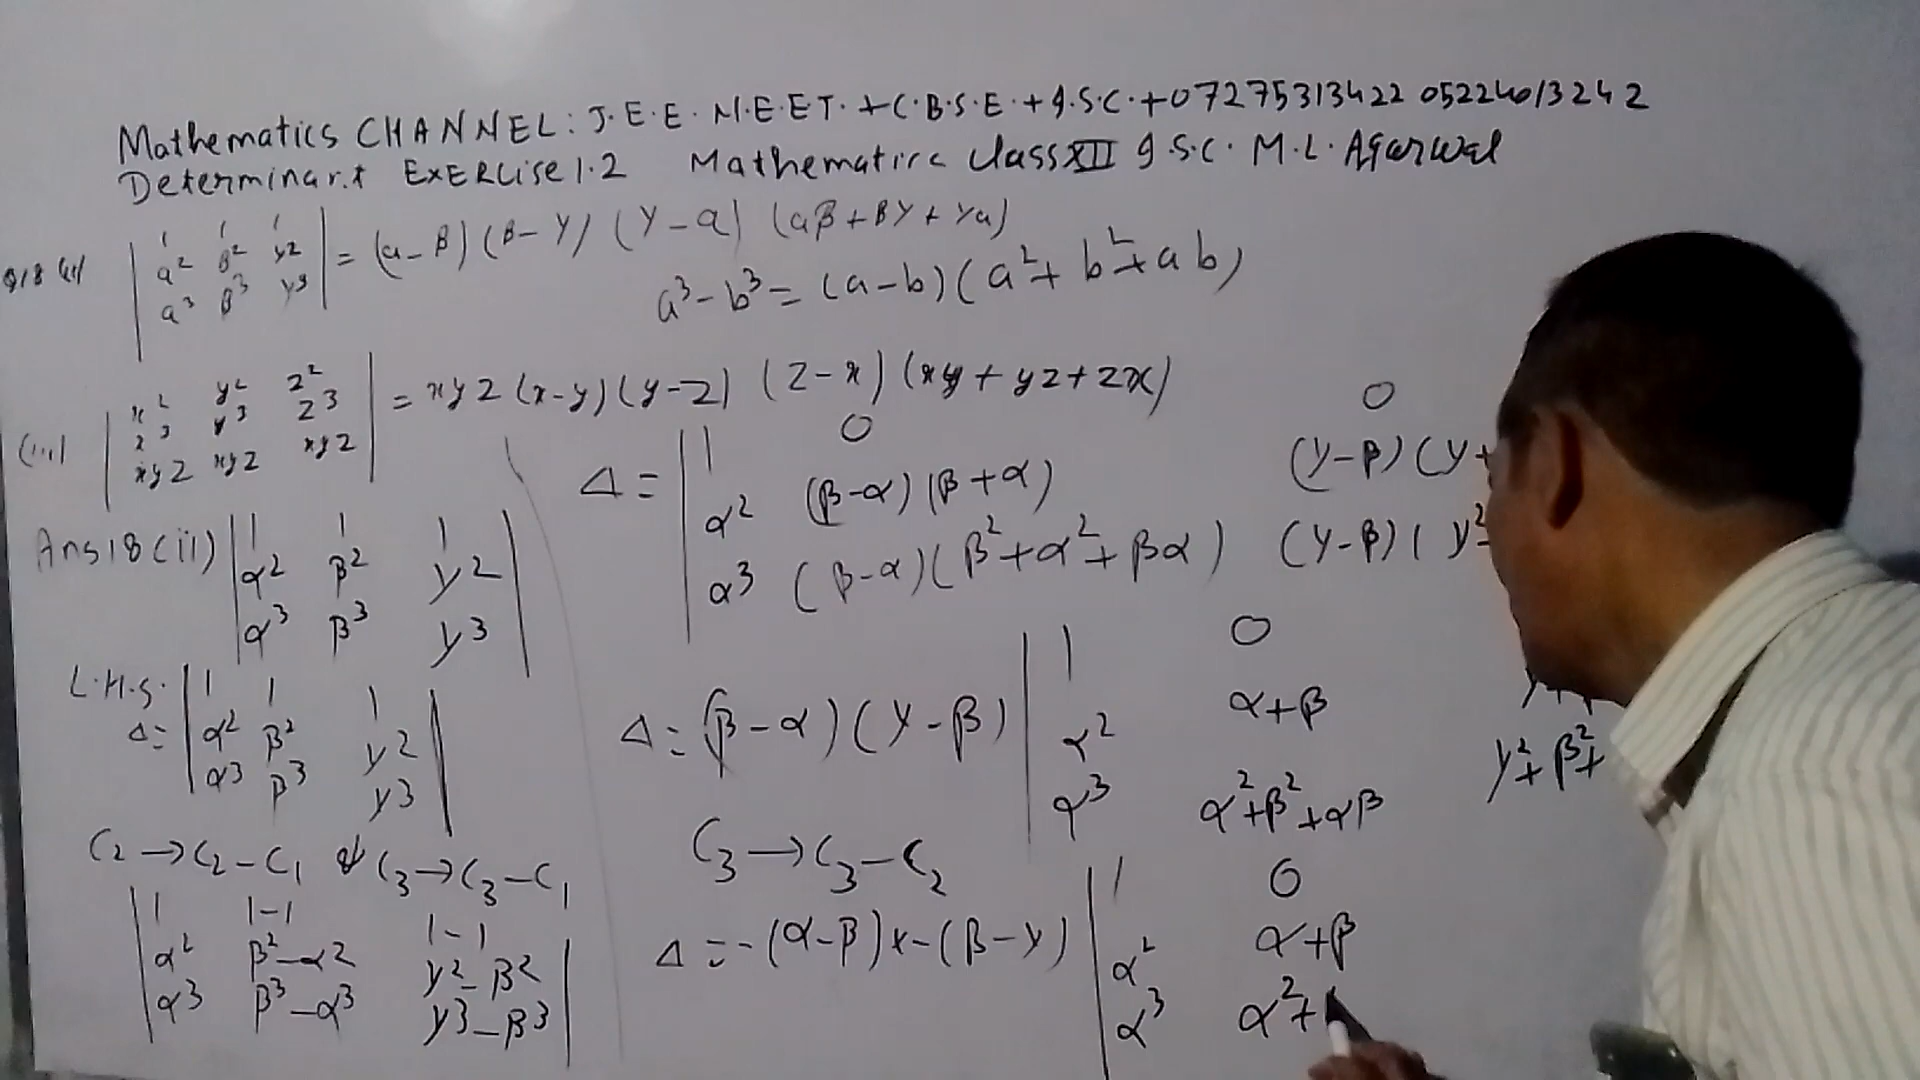 Mathematics CHANNEL: J.E.E. N.E.E.T. + C.B.S.E. + I.S.C. + 07275313422 05224013242
Determinant EXERCISE 1.2 Mathematics Class XII I.S.C. M.L. Agarwal
Q18 (ii) | 1 1 1 |
| α² β² γ² | = (α-β) (β-γ) (γ-α) (αβ+βγ+γα)
| α³ β³ γ³ |
a³-b³ = (a-b) (a²+b²+ab)
(iii) | x² y² z² |
| x³ y³ z³ | = xyz (x-y) (y-z) (z-x) (xy+yz+zx)
| xyz xyz xyz |
Ans 18 (ii) | 1 1 1 |
| α² β² γ² |
| α³ β³ γ³ |
L.H.S.
Δ = | 1 1 1 |
| α² β² γ² |
| α³ β³ γ³ |
C₂ → C₂-C₁ & C₃ → C₃-C₁
| 1 1-1 1-1 |
| α² β²-α² γ²-β² |
| α³ β³-α³ γ³-β³ |
Δ = | 1 0 0
| α² (β-α) (β+α) (γ-β) (γ+
| α³ (β-α) (β²+α²+βα) (γ-β) ( γ²
Δ = (β-α) (γ-β) | 1 0
| α² α+β
| α³ α²+β²+αβ γ²+β²+
C₃ → C₃-C₂
Δ = -(α-β) x -(β-γ) | 1 0
| α² α+β
| α³ α²+